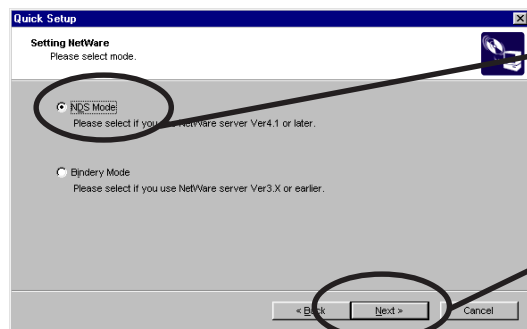 Quick Setup
Setting NetWare
Please select mode.
NDS Mode
Please select if you use NetWare server Ver4.1 or later.
Bindery Mode
Please select if you use NetWare server Ver3.X or earlier.
« Back
Next »
Cancel